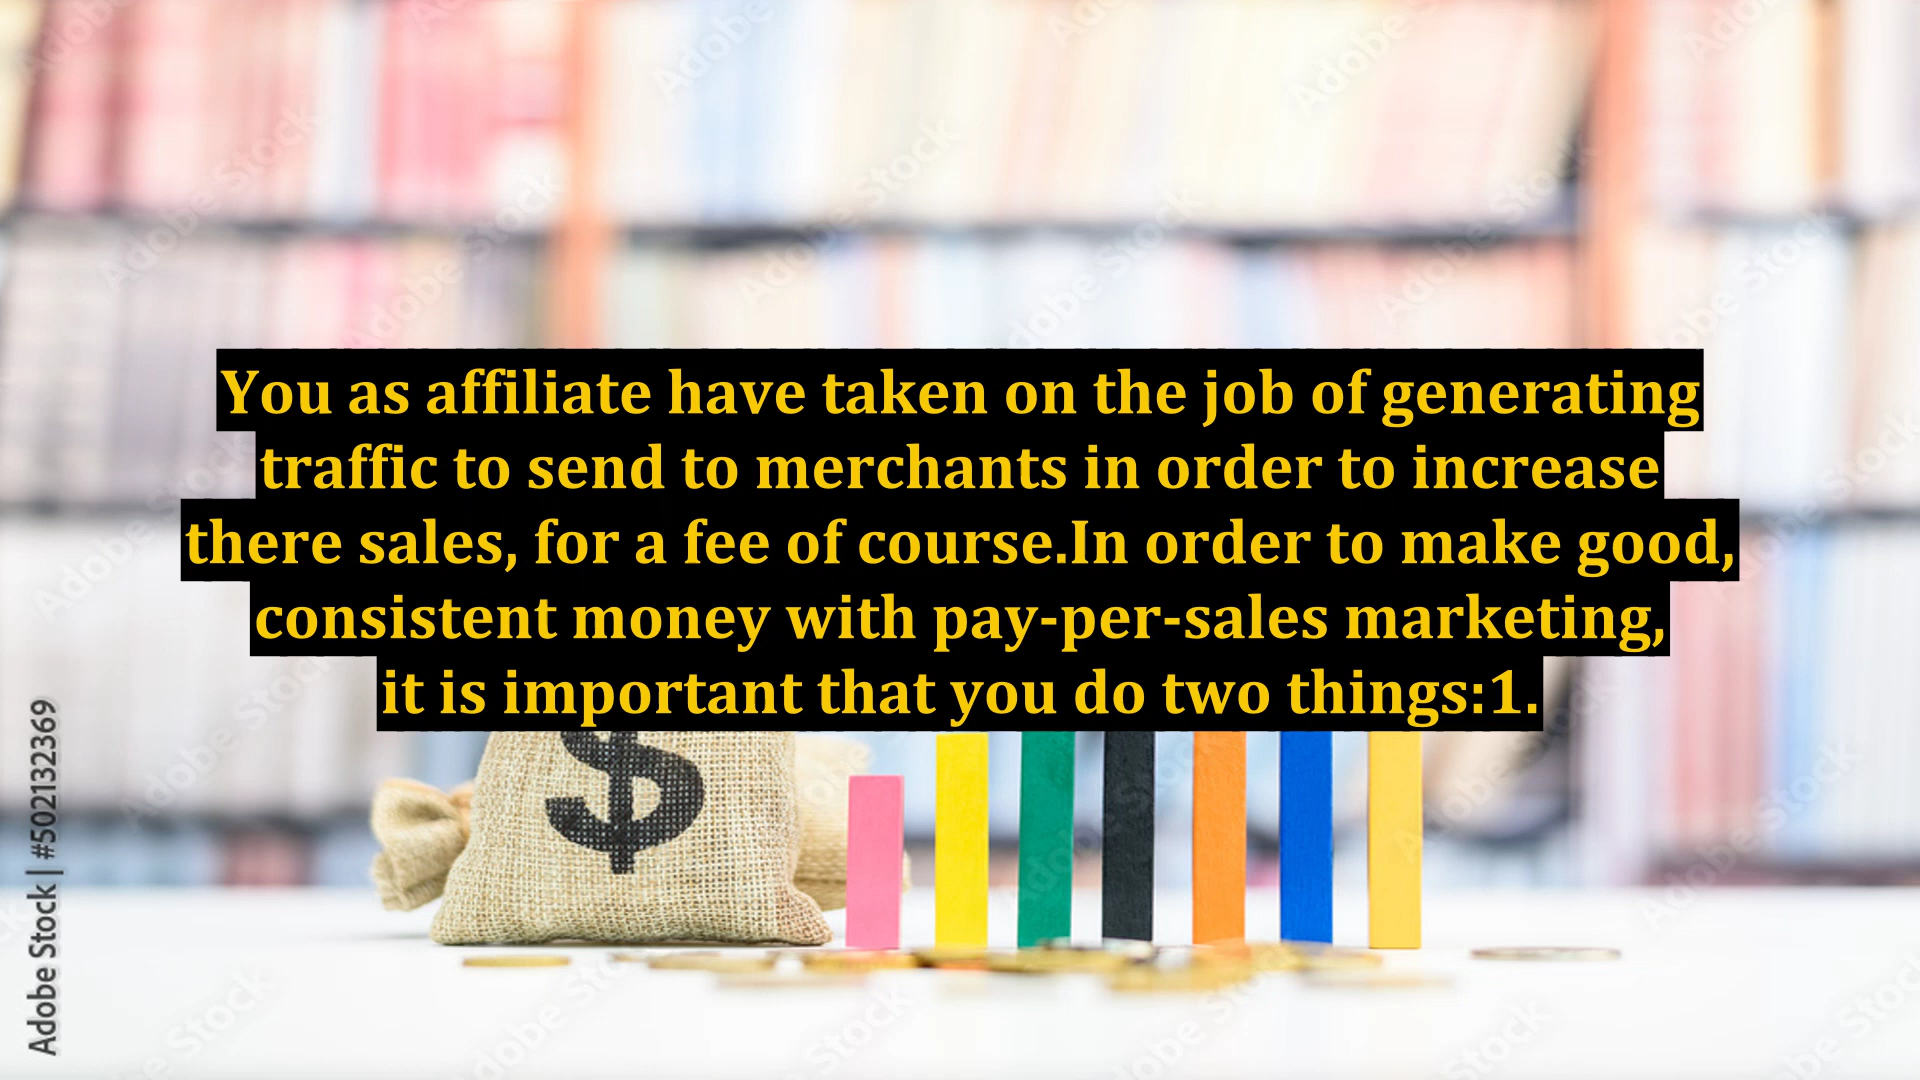 You as affiliate have taken on the job of generating
traffic to send to merchants in order to increase
there sales, for a fee of course.In order to make good,
consistent money with pay-per-sales marketing,
it is important that you do two things:1.
$
Adobe Stock | #502132369